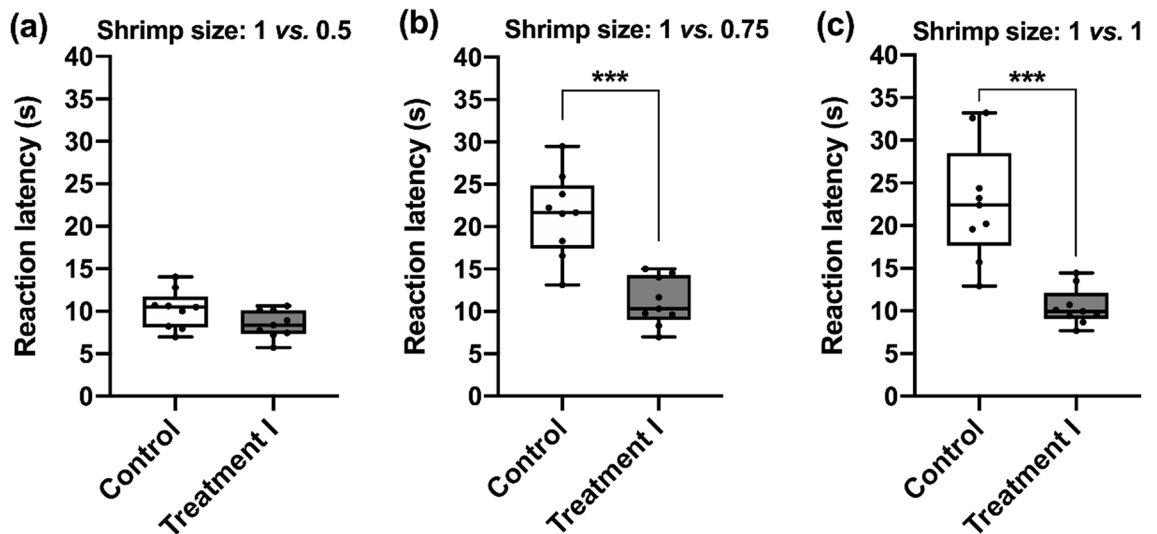 (a) Shrimp size: 1 vs. 0.5
Reaction latency (s)
40
35
30
25
20
15
10
5
0
Control
Treatment I
(b) Shrimp size: 1 vs. 0.75
***
Reaction latency (s)
40
35
30
25
20
15
10
5
0
Control
Treatment I
(c) Shrimp size: 1 vs. 1
***
Reaction latency (s)
40
35
30
25
20
15
10
5
0
Control
Treatment I